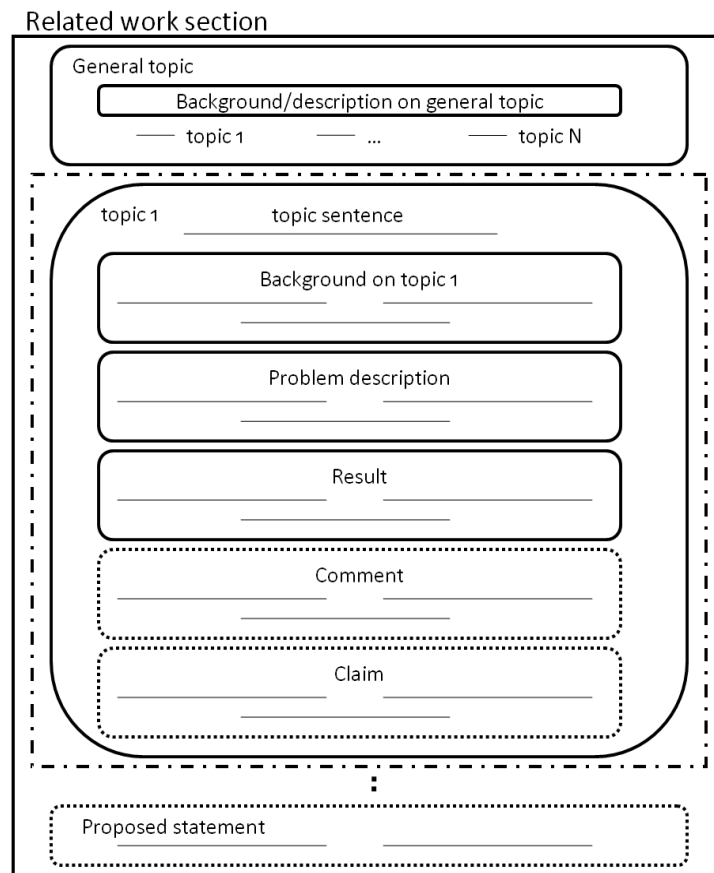 Related work section
General topic
Background/description on general topic
topic 1 ... topic N
topic 1 topic sentence
Background on topic 1
Problem description
Result
Comment
Claim
:
Proposed statement